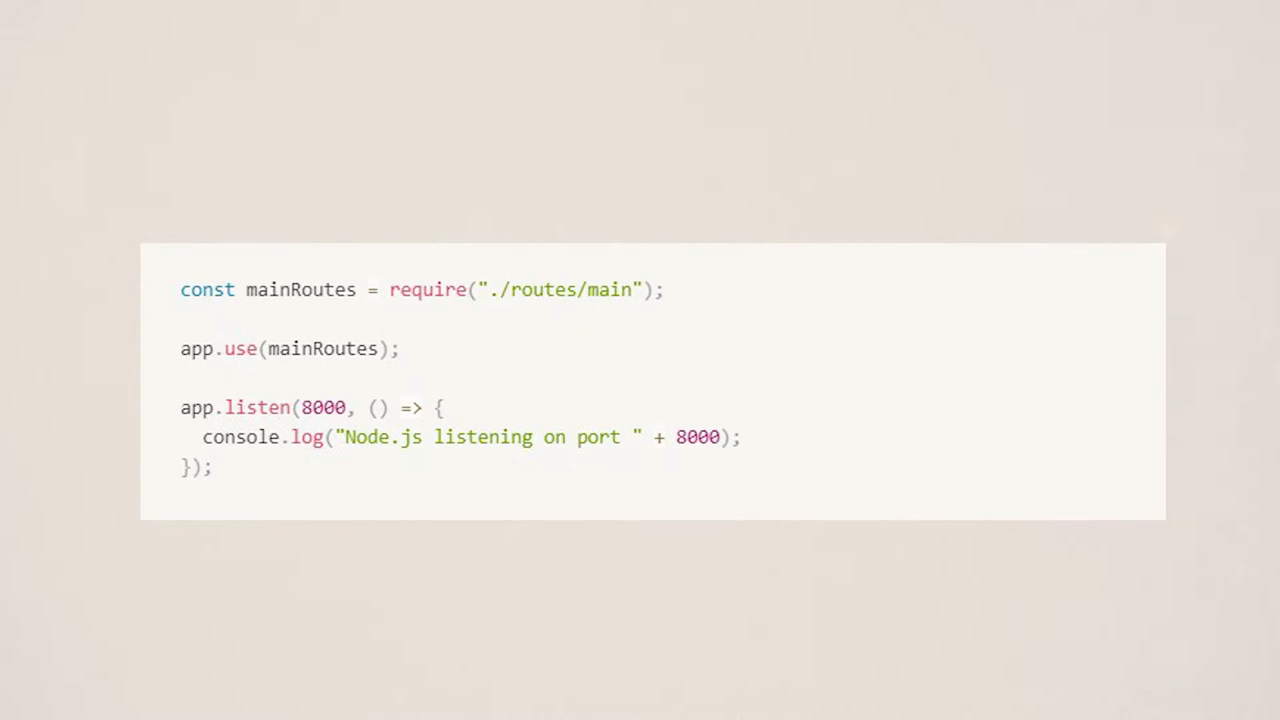 const mainRoutes = require("./routes/main");
app.use(mainRoutes);
app.listen(8000, () => {
  console.log("Node.js listening on port " + 8000);
});